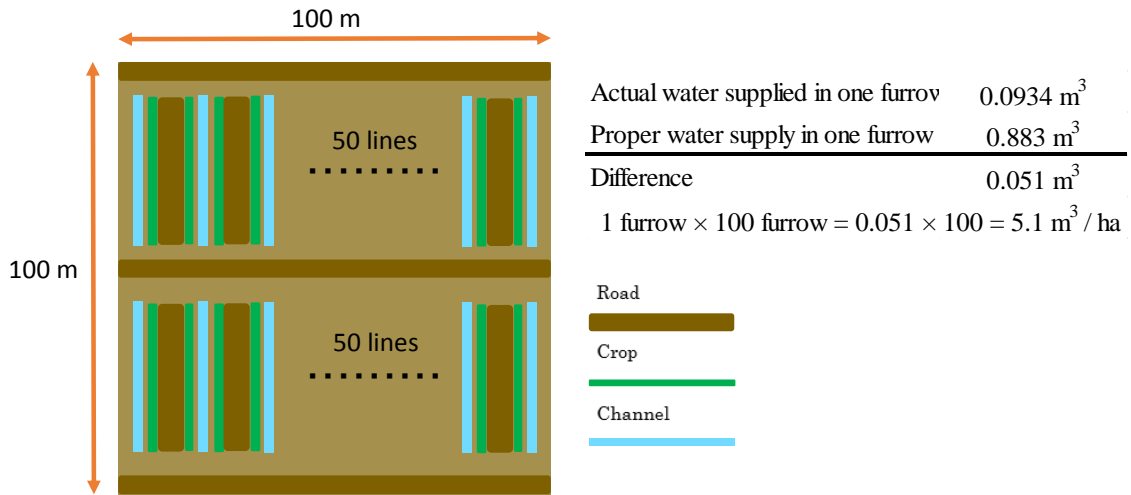 100 m
100 m
50 lines
50 lines
Actual water supplied in one furrow 0.0934 m³
Proper water supply in one furrow 0.883 m³
Difference 0.051 m³
1 furrow × 100 furrow = 0.051 × 100 = 5.1 m³ / ha
Road
Crop
Channel